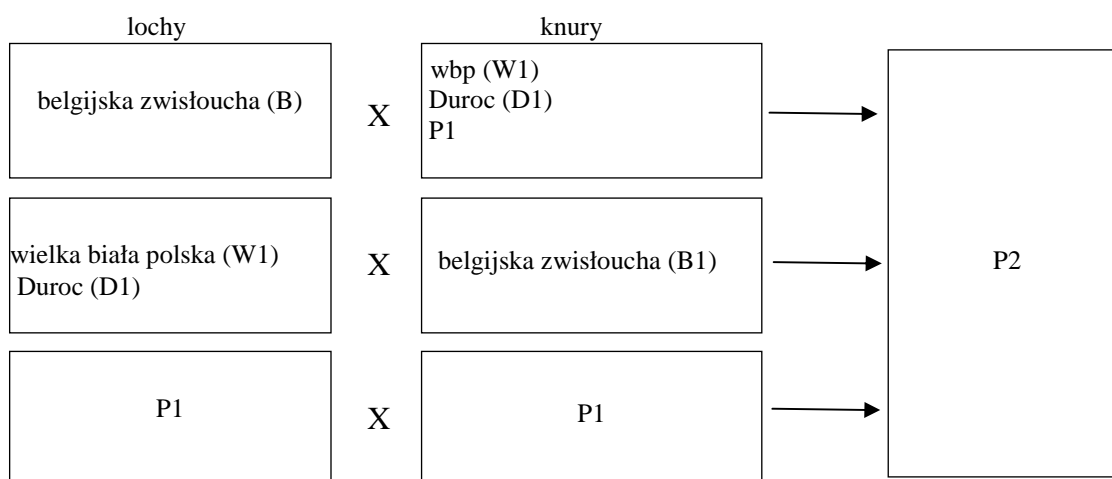 lochy
knury
belgijska zwisłoucha (B)
X
wbp (W1)
Duroc (D1)
P1
wielka biała polska (W1)
Duroc (D1)
X
belgijska zwisłoucha (B1)
P2
P1
X
P1